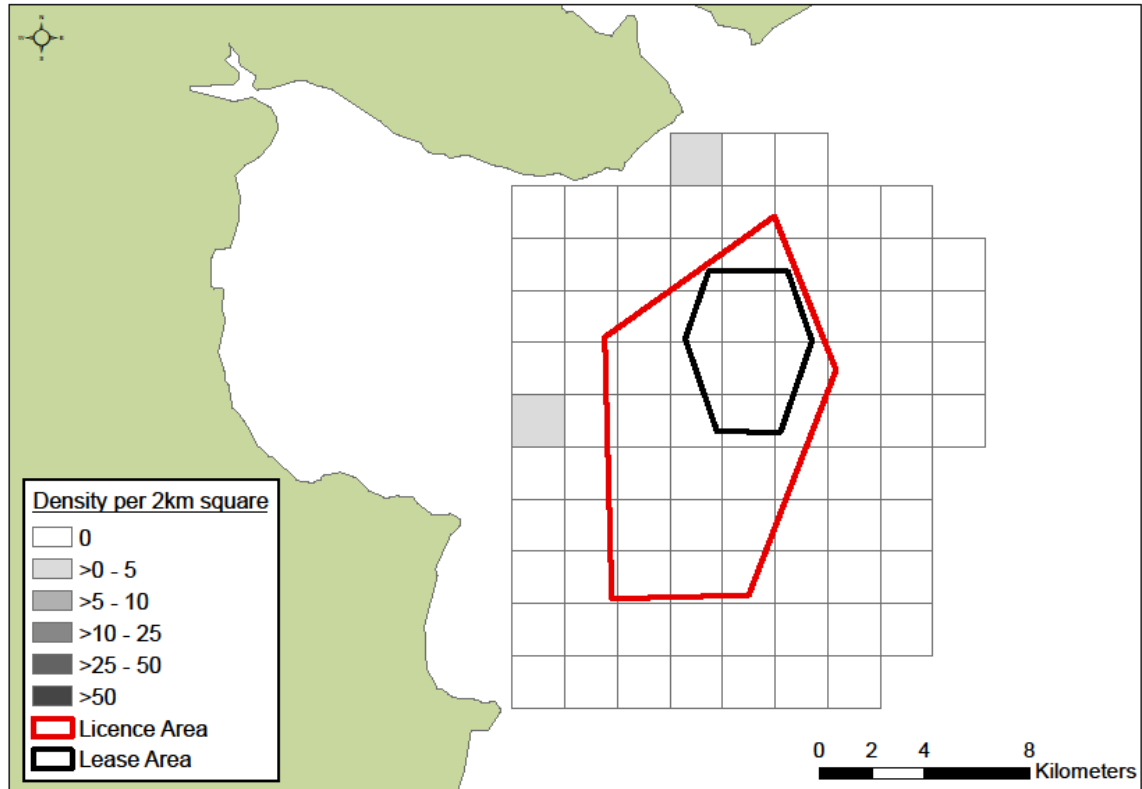 N
W E
S
Density per 2km square
0
>0 - 5
>5 - 10
>10 - 25
>25 - 50
>50
Licence Area
Lease Area
0 2 4 8
Kilometers